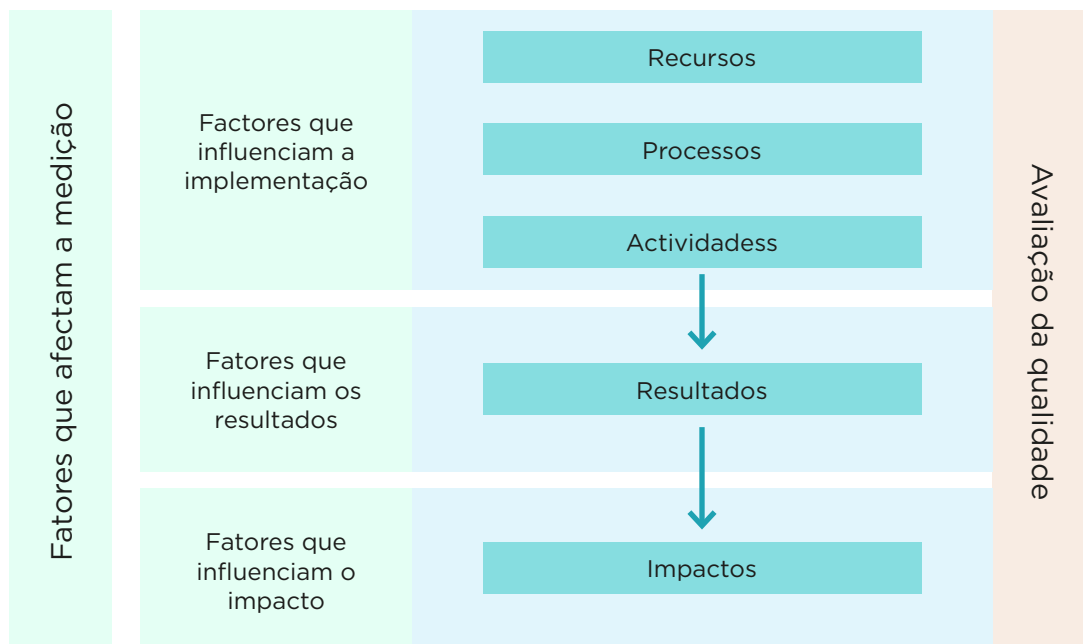 Fatores que afectam a medição
Factores que
influenciam a
implementação
Recursos
Processos
Actividadess
Fatores que
influenciam os
resultados
Resultados
Fatores que
influenciam o
impacto
Impactos
Avaliação da qualidade